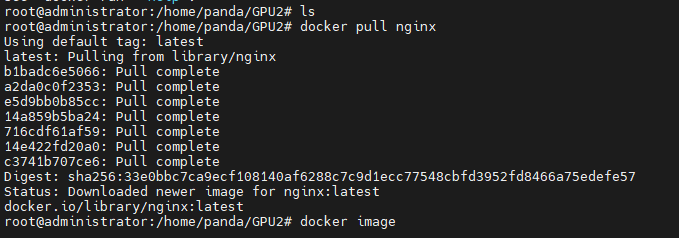 root@administrator:/home/panda/GPU2# ls
root@administrator:/home/panda/GPU2# docker pull nginx
Using default tag: latest
latest: Pulling from library/nginx
b1badc6e5066: Pull complete
a2da0c0f2353: Pull complete
e5d9bb0b85cc: Pull complete
14a859b5ba24: Pull complete
716cdf61af59: Pull complete
14e422fd20a0: Pull complete
c3741b707ce6: Pull complete
Digest: sha256:33e0bbc7ca9ecf108140af6288c7c9d1ecc77548cbfd3952fd8466a75edefe57
Status: Downloaded newer image for nginx:latest
docker.io/library/nginx:latest
root@administrator:/home/panda/GPU2# docker image